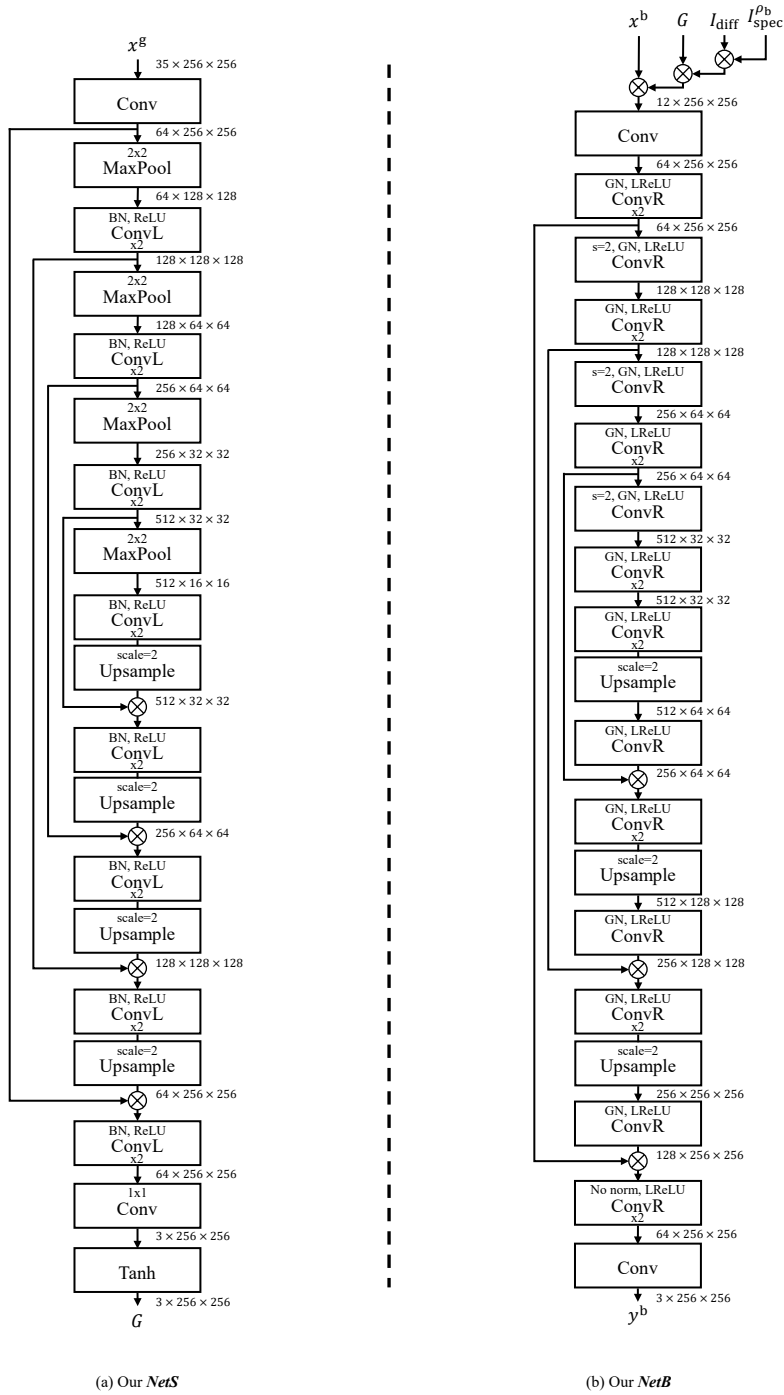 x^g
35 × 256 × 256
Conv
64 × 256 × 256
2x2
MaxPool
64 × 128 × 128
BN, ReLU
ConvL
x2
128 × 128 × 128
2x2
MaxPool
128 × 64 × 64
BN, ReLU
ConvL
x2
256 × 64 × 64
2x2
MaxPool
256 × 32 × 32
BN, ReLU
ConvL
x2
512 × 32 × 32
2x2
MaxPool
512 × 16 × 16
BN, ReLU
ConvL
x2
scale=2
Upsample
512 × 32 × 32
BN, ReLU
ConvL
x2
scale=2
Upsample
256 × 64 × 64
BN, ReLU
ConvL
x2
scale=2
Upsample
128 × 128 × 128
BN, ReLU
ConvL
x2
scale=2
Upsample
64 × 256 × 256
BN, ReLU
ConvL
x2
64 × 256 × 256
1x1
Conv
3 × 256 × 256
Tanh
3 × 256 × 256
G
(a) Our NetS
x^b G I_diff I_spec^ρ_b
12 × 256 × 256
Conv
64 × 256 × 256
GN, LReLU
ConvR
x2
64 × 256 × 256
s=2, GN, LReLU
ConvR
128 × 128 × 128
GN, LReLU
ConvR
x2
128 × 128 × 128
s=2, GN, LReLU
ConvR
256 × 64 × 64
GN, LReLU
ConvR
x2
256 × 64 × 64
s=2, GN, LReLU
ConvR
512 × 32 × 32
GN, LReLU
ConvR
x2
512 × 32 × 32
GN, LReLU
ConvR
x2
scale=2
Upsample
512 × 64 × 64
GN, LReLU
ConvR
256 × 64 × 64
GN, LReLU
ConvR
x2
scale=2
Upsample
512 × 128 × 128
GN, LReLU
ConvR
256 × 128 × 128
GN, LReLU
ConvR
x2
scale=2
Upsample
256 × 256 × 256
GN, LReLU
ConvR
128 × 256 × 256
No norm, LReLU
ConvR
x2
64 × 256 × 256
Conv
3 × 256 × 256
y^b
(b) Our NetB